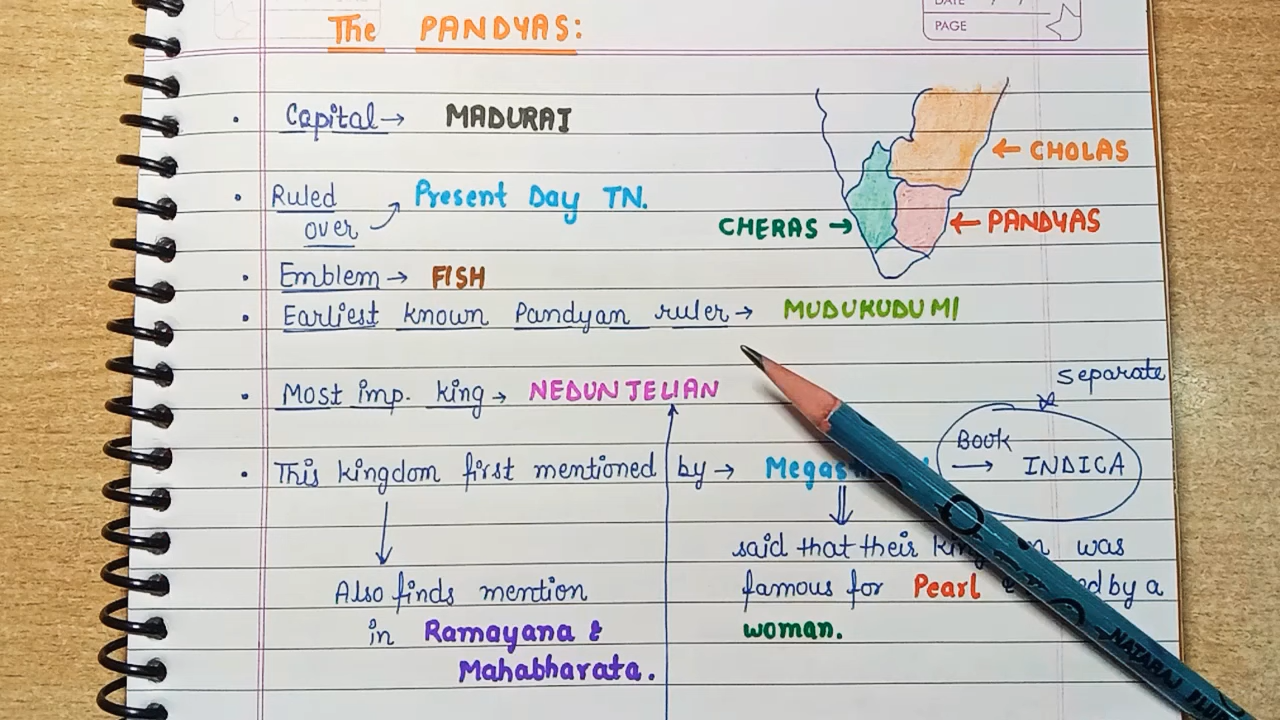 The PANDYAS:
DATE / /
PAGE
• Capital → MADURAI
← CHOLAS
• Ruled over → Present Day TN.
CHERAS →
← PANDYAS
• Emblem → FISH
• Earliest known Pandyan ruler → MUDUKUDUMI
separate
• Most imp. king → NEDUNJELIAN
Book → INDICA
• This kingdom first mentioned by →
said that their was
Also finds mention
famous for Pearl by a
in Ramayana &
woman.
Mahabharata.
NATARAJ